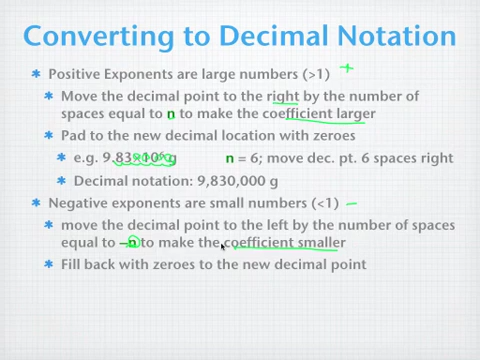 Converting to Decimal Notation
Positive Exponents are large numbers (>1) +
Move the decimal point to the right by the number of
spaces equal to n to make the coefficient larger
Pad to the new decimal location with zeroes
e.g. 9.83×10⁶ g n = 6; move dec. pt. 6 spaces right
Decimal notation: 9,830,000 g
Negative exponents are small numbers (<1) –
move the decimal point to the left by the number of spaces
equal to –n to make the coefficient smaller
Fill back with zeroes to the new decimal point